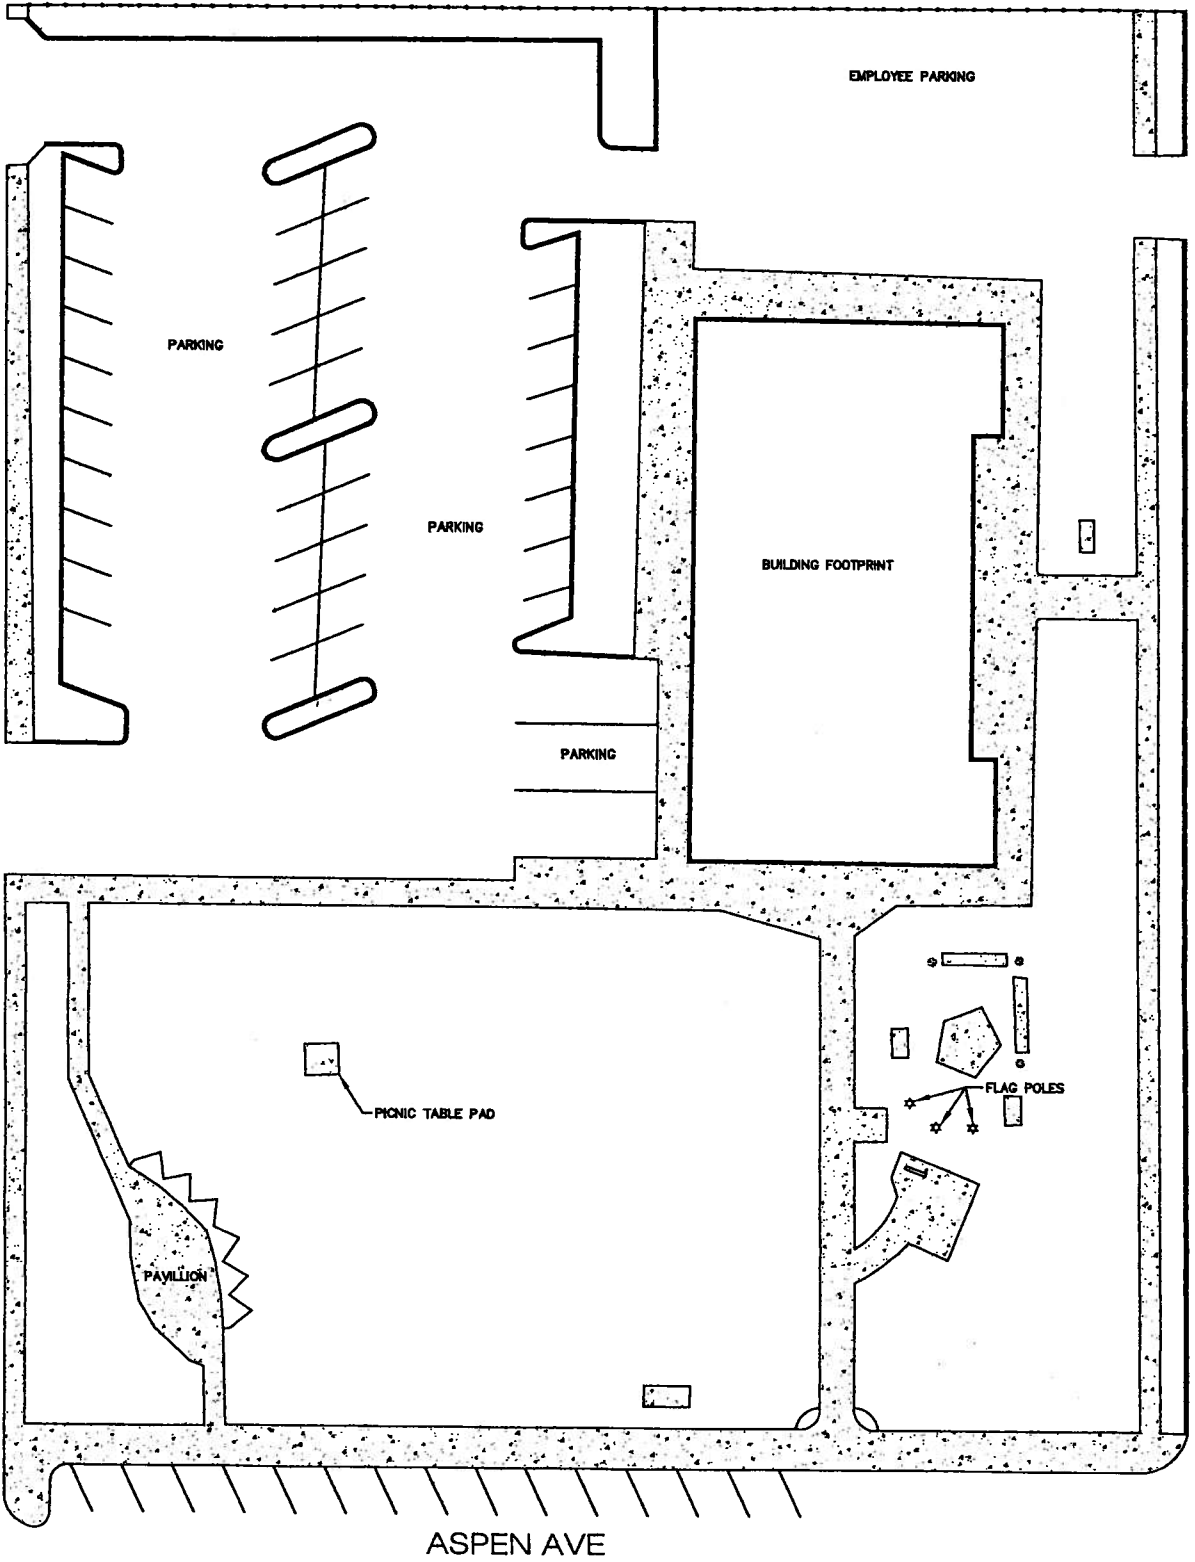 EMPLOYEE PARKING
PARKING
PARKING
BUILDING FOOTPRINT
PARKING
FLAG POLES
PICNIC TABLE PAD
PAVILLION
ASPEN AVE